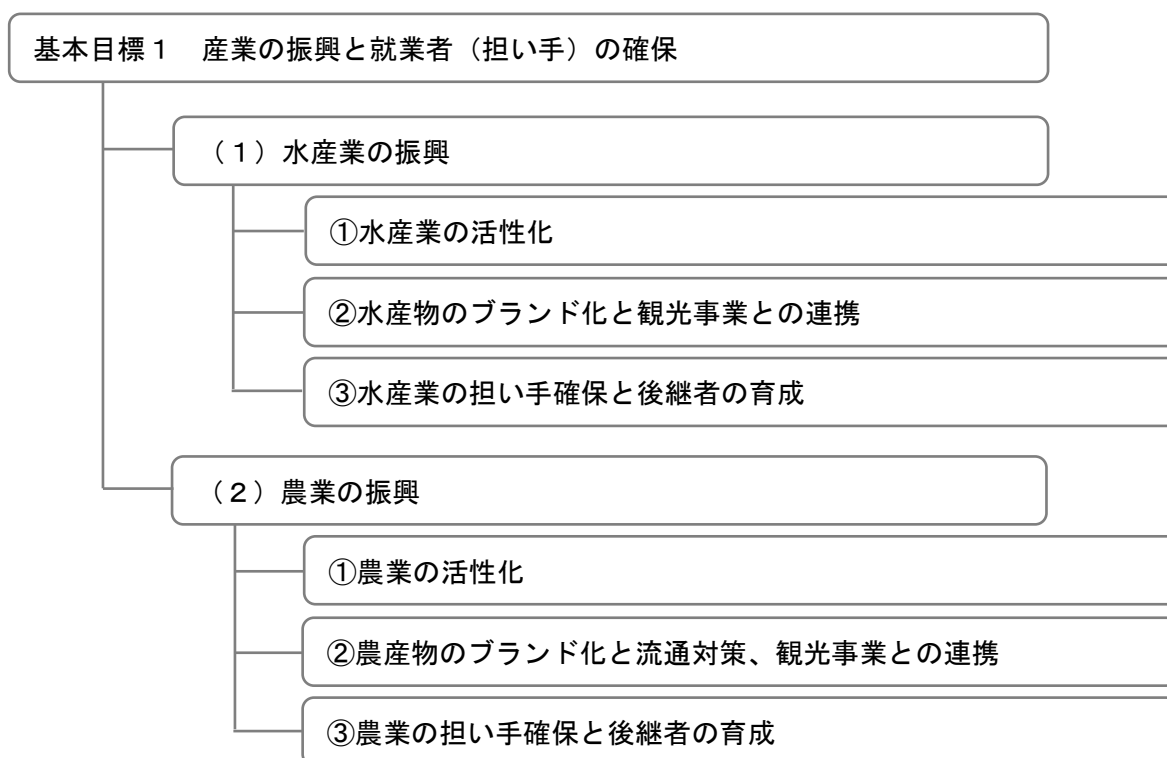 基本目標１　産業の振興と就業者（担い手）の確保
（１）水産業の振興
①水産業の活性化
②水産物のブランド化と観光事業との連携
③水産業の担い手確保と後継者の育成
（２）農業の振興
①農業の活性化
②農産物のブランド化と流通対策、観光事業との連携
③農業の担い手確保と後継者の育成